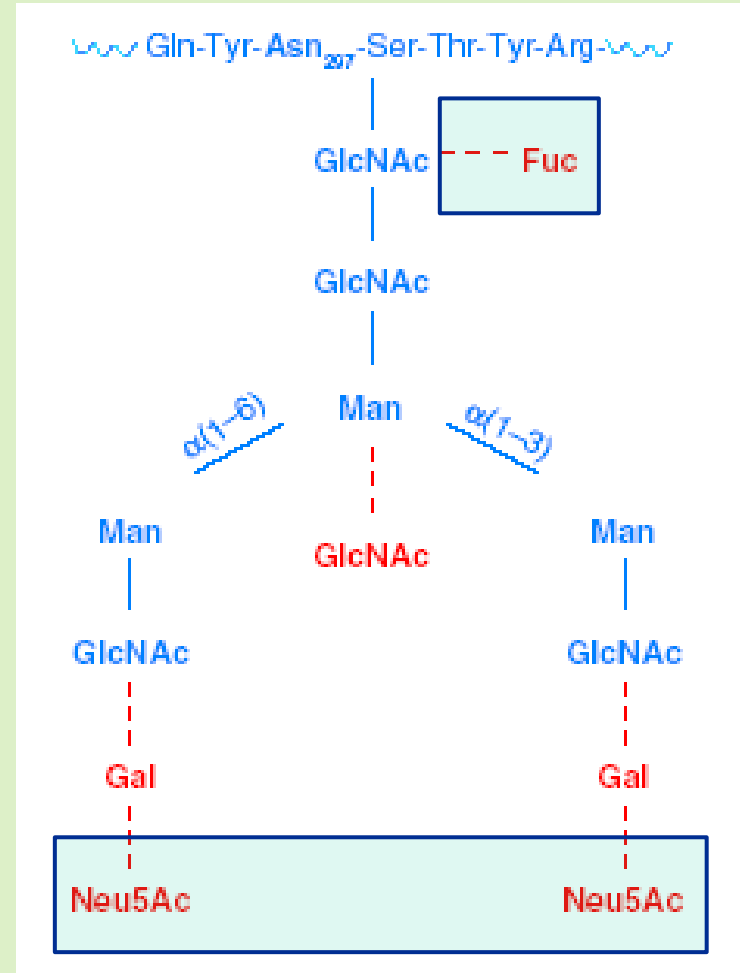 Gln-Tyr-Asn297-Ser-Thr-Tyr-Arg-
GlcNAc Fuc
GlcNAc
α(1–6) Man α(1–3)
Man Man
GlcNAc
GlcNAc GlcNAc
Gal Gal
Neu5Ac Neu5Ac